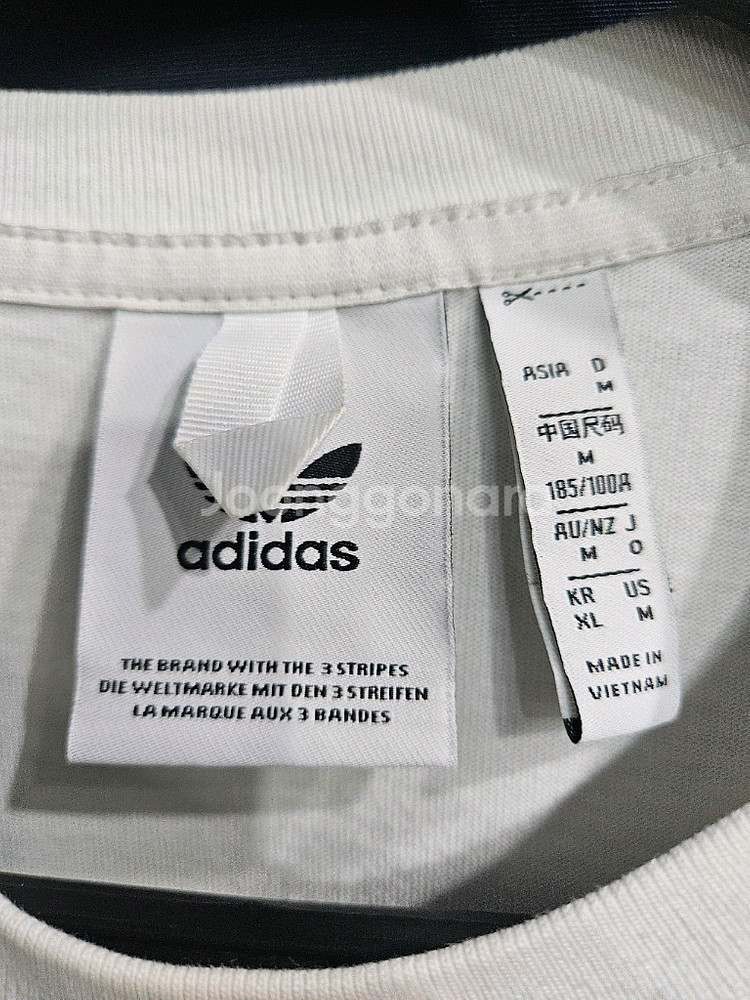 adidas
THE BRAND WITH THE 3 STRIPES
DIE WELTMARKE MIT DEN 3 STREIFEN
LA MARQUE AUX 3 BANDES
ASIA D
M
中国尺码
M
185/100A
AU/NZ J
M O
KR US
XL M
MADE IN
VIETNAM
Joonggonara